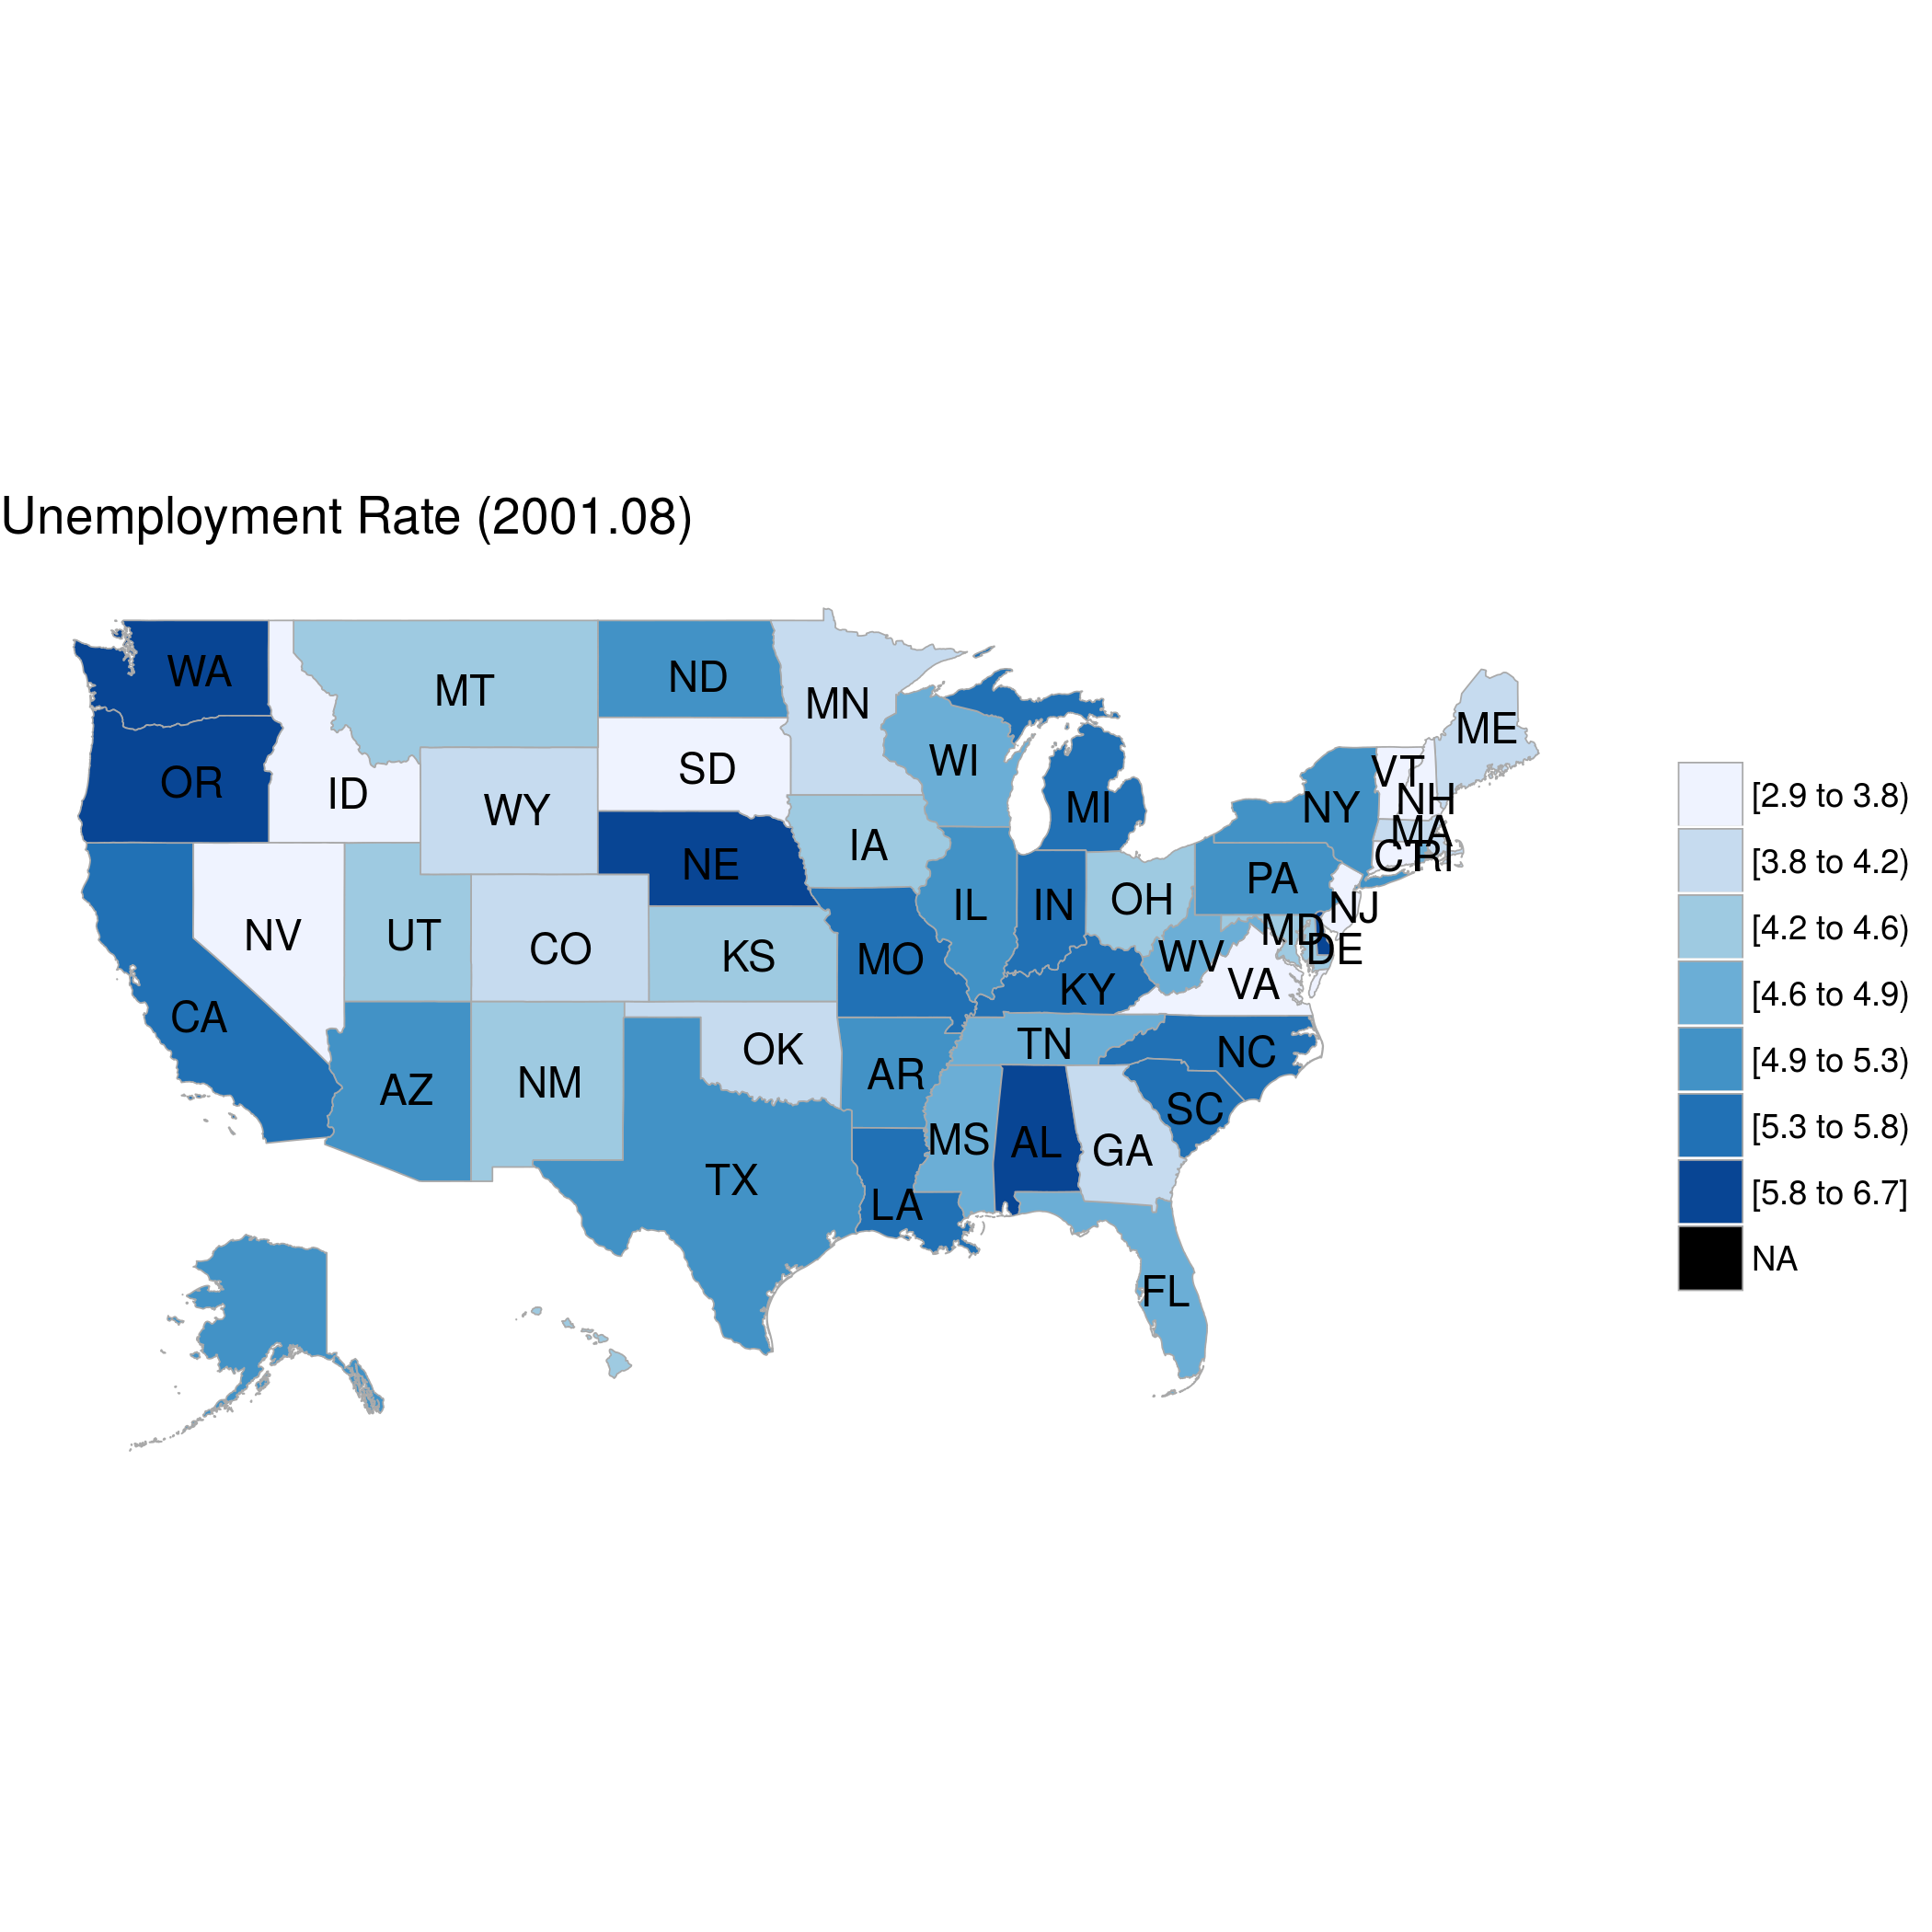 Unemployment Rate (2001.08)
WA
MT
ND
MN
ME
OR
ID
WY
SD
WI
MI
NY
VT
NH
MA
CT
RI
NE
IA
PA
NV
UT
CO
KS
MO
IL
IN
OH
NJ
MD
DE
WV
VA
KY
CA
AZ
NM
OK
AR
TN
NC
SC
MS
AL
GA
TX
LA
FL
[2.9 to 3.8)
[3.8 to 4.2)
[4.2 to 4.6)
[4.6 to 4.9)
[4.9 to 5.3)
[5.3 to 5.8)
[5.8 to 6.7]
NA